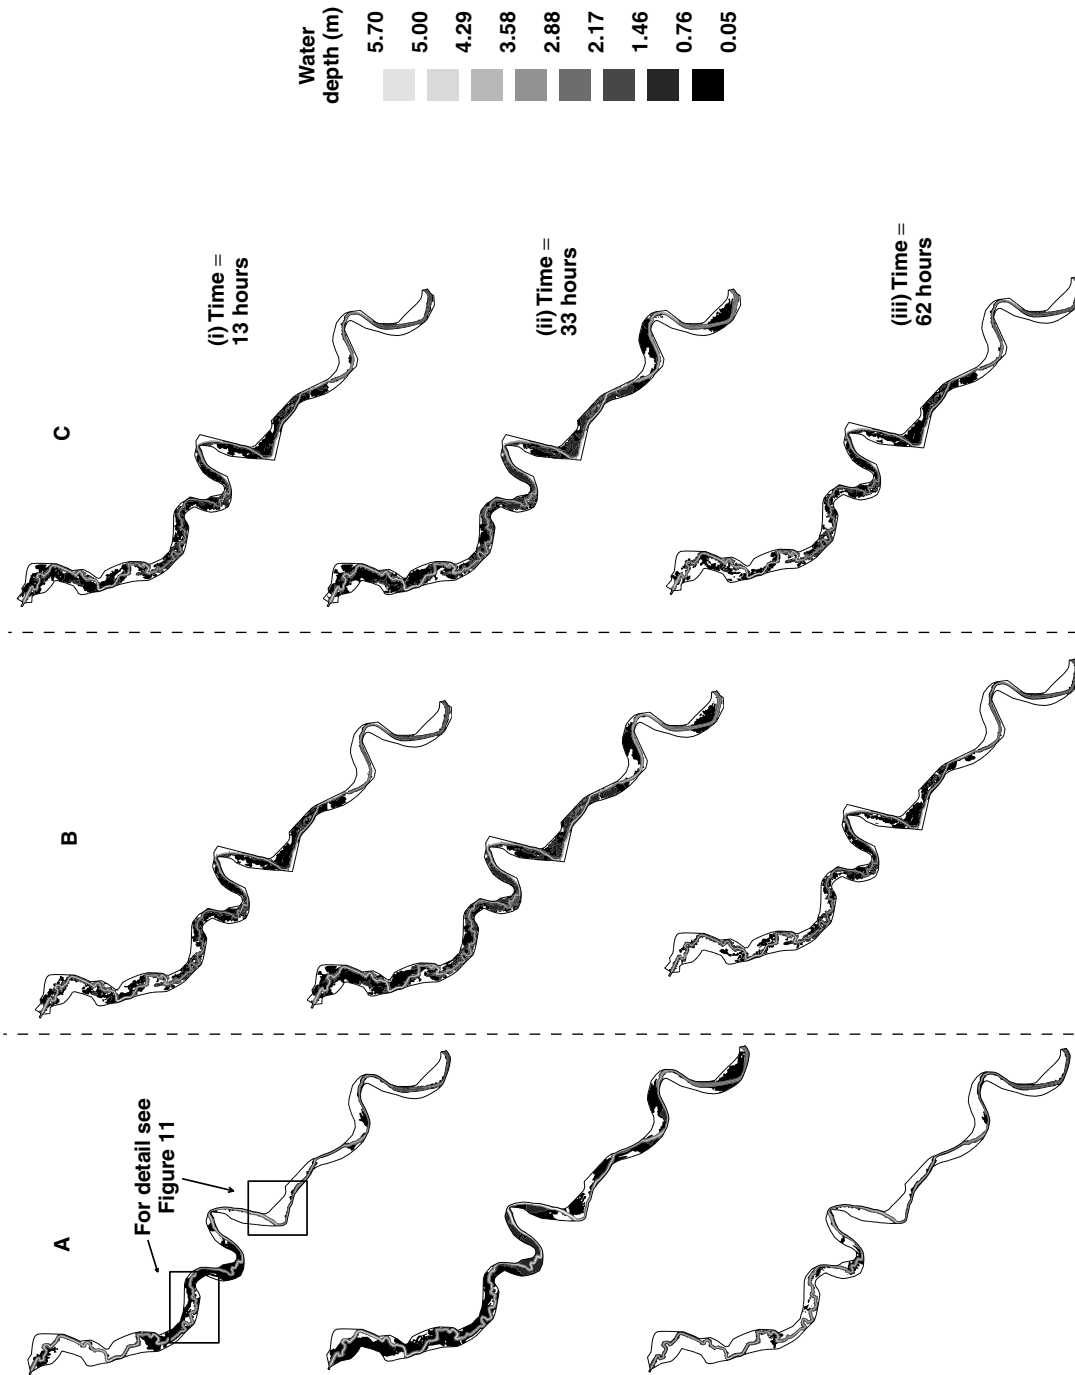 Water
depth (m)
5.70
5.00
4.29
3.58
2.88
2.17
1.46
0.76
0.05
(i) Time =
13 hours
(ii) Time =
33 hours
(iii) Time =
62 hours
C
B
A
For detail see
Figure 11